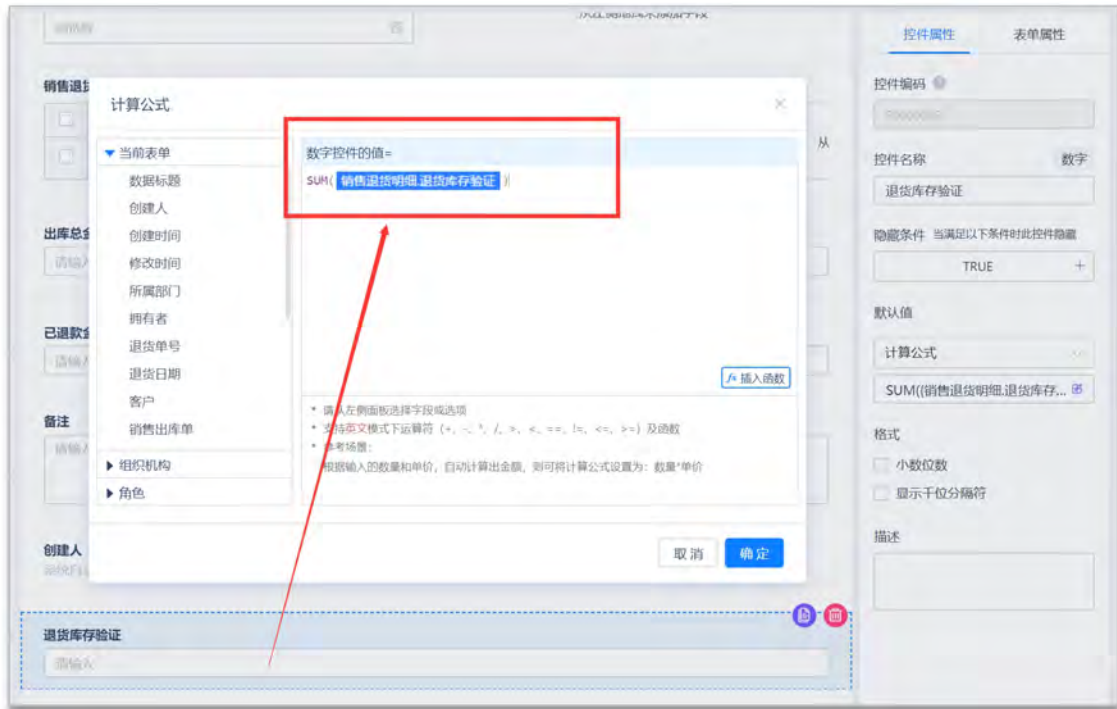 控件属性
表单属性
销售退货
控件编码
计算公式
从
当前表单
数字控件的值=
控件名称
数字
数据标题
SUM( 销售退货明细.退货库存验证 )
退货库存验证
创建人
出库总金
创建时间
隐藏条件 当满足以下条件时此控件隐藏
请输入
修改时间
TRUE
所属部门
默认值
已退款金
拥有者
退货单号
计算公式
请输入
退货日期
fx 插入函数
SUM((销售退货明细.退货库存...
客户
* 请从左侧面板选择字段或选项
备注
销售出库单
* 支持英文模式下运算符（+、-、*、/、>、<、==、!=、<=、>=）及函数
格式
请输入
* 参考场景：
组织机构
根据输入的数量和单价，自动计算出金额，则可将计算公式设置为：数量*单价
小数位数
角色
显示千位分隔符
描述
创建人
取消
确定
退货库存验证
请输入